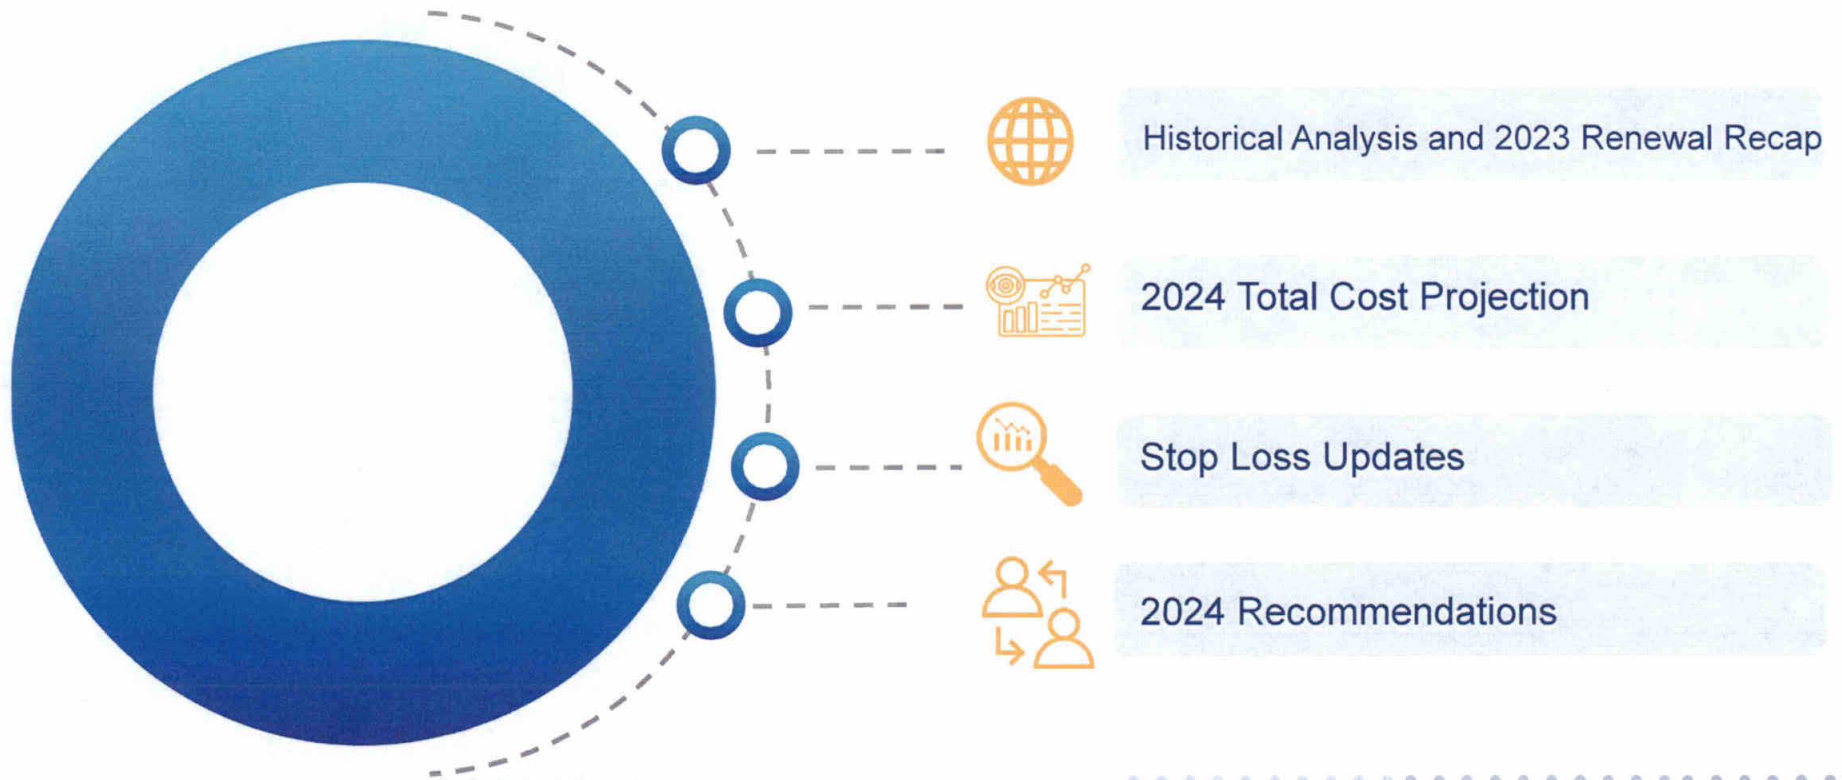 Historical Analysis and 2023 Renewal Recap
2024 Total Cost Projection
Stop Loss Updates
2024 Recommendations